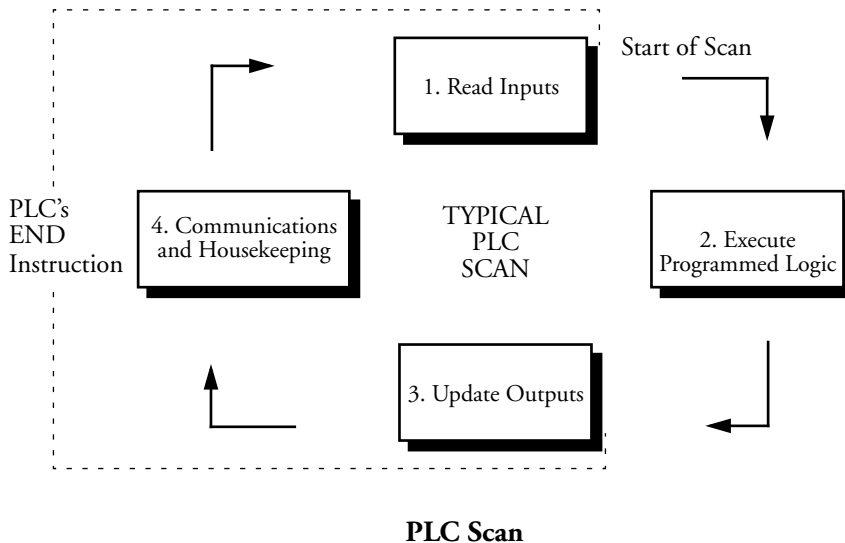 1. Read Inputs
Start of Scan
PLC's
END
Instruction
4. Communications
and Housekeeping
TYPICAL
PLC
SCAN
2. Execute
Programmed Logic
3. Update Outputs
PLC Scan